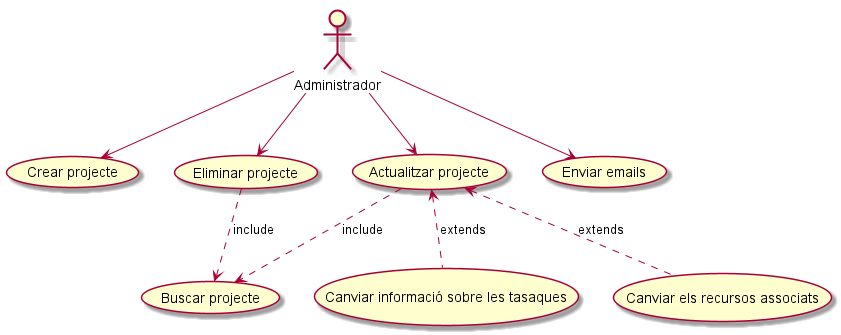 Administrador
Crear projecte
Eliminar projecte
Actualitzar projecte
Enviar emails
include
include
extends
extends
Buscar projecte
Canviar informació sobre les tasaques
Canviar els recursos associats